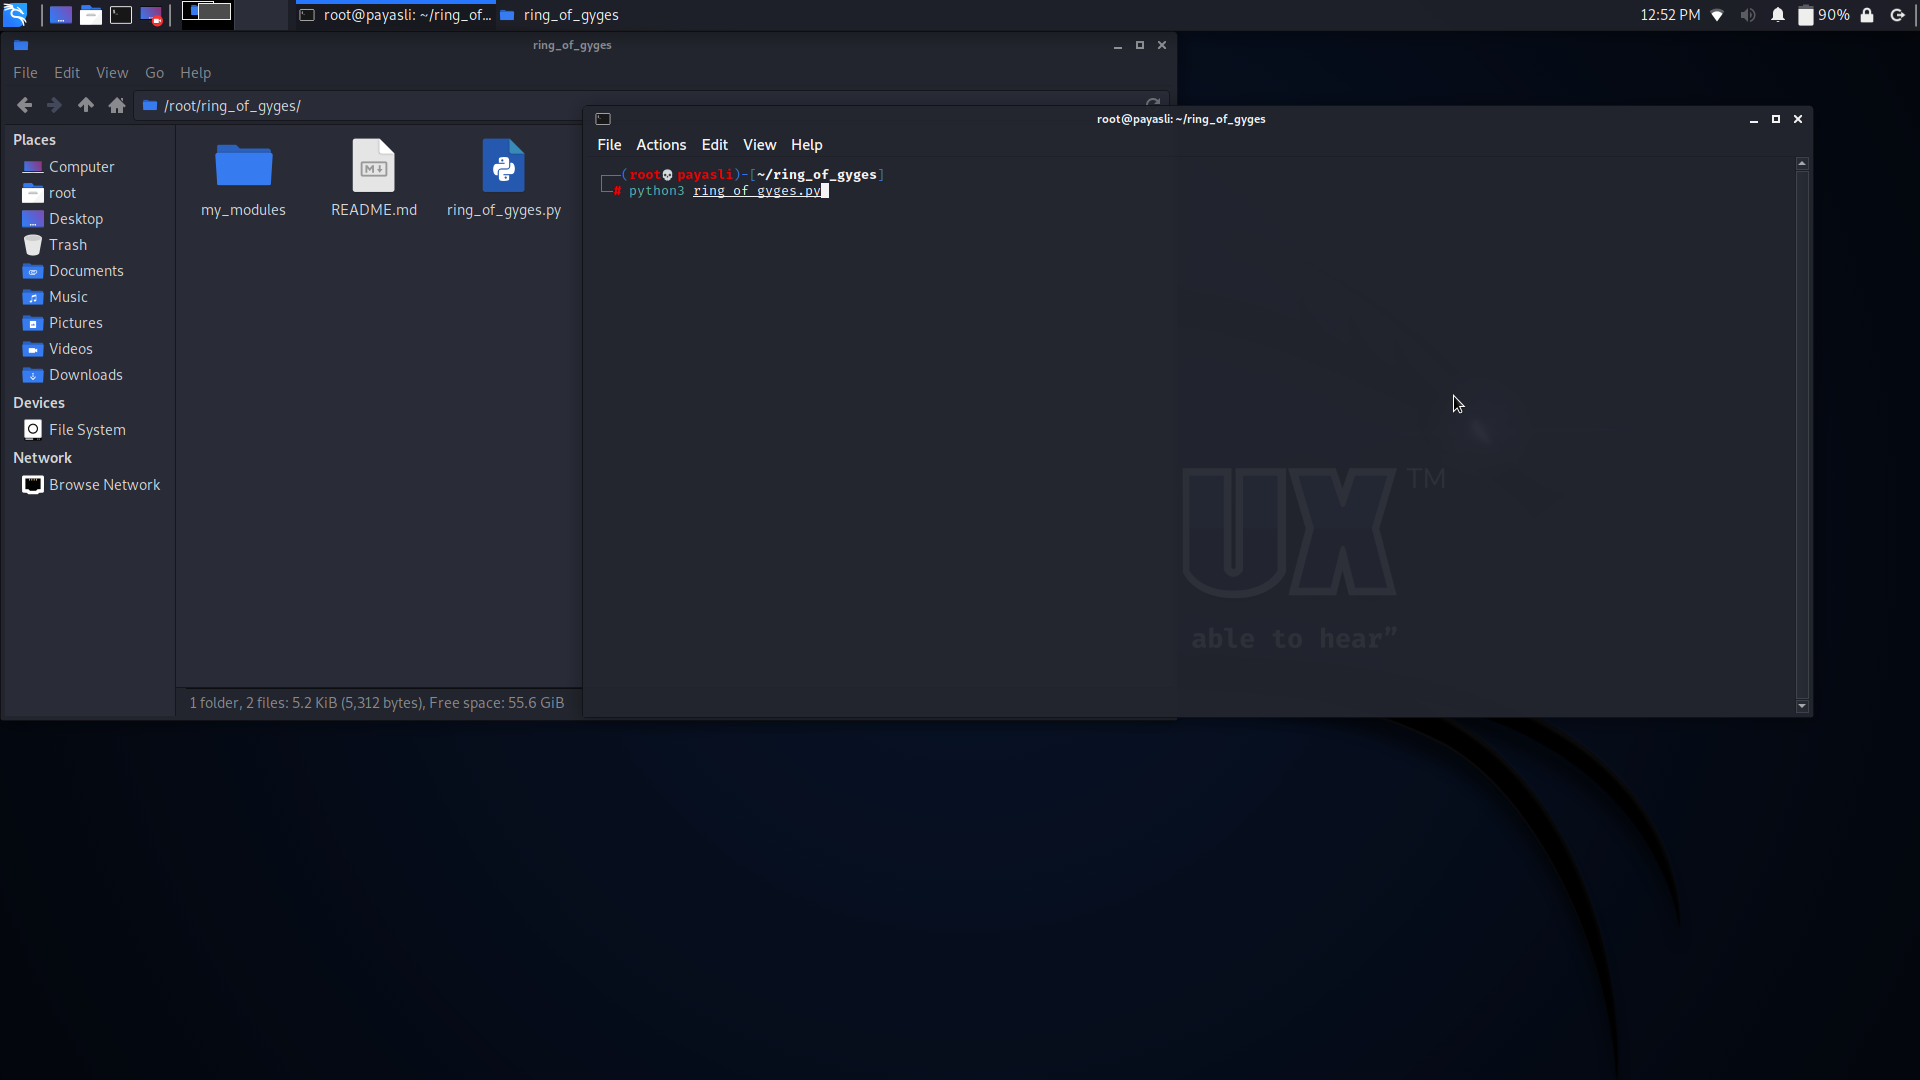 root@payasli: ~/ring_of...
ring_of_gyges
12:52 PM
90%
ring_of_gyges
File Edit View Go Help
/root/ring_of_gyges/
Places
Computer
root
Desktop
Trash
Documents
Music
Pictures
Videos
Downloads
Devices
File System
Network
Browse Network
my_modules
README.md
ring_of_gyges.py
1 folder, 2 files: 5.2 KiB (5,312 bytes), Free space: 55.6 GiB
root@payasli: ~/ring_of_gyges
File Actions Edit View Help
┌──(root💀payasli)-[~/ring_of_gyges]
└─# python3 ring_of_gyges.py
UX™
able to hear”